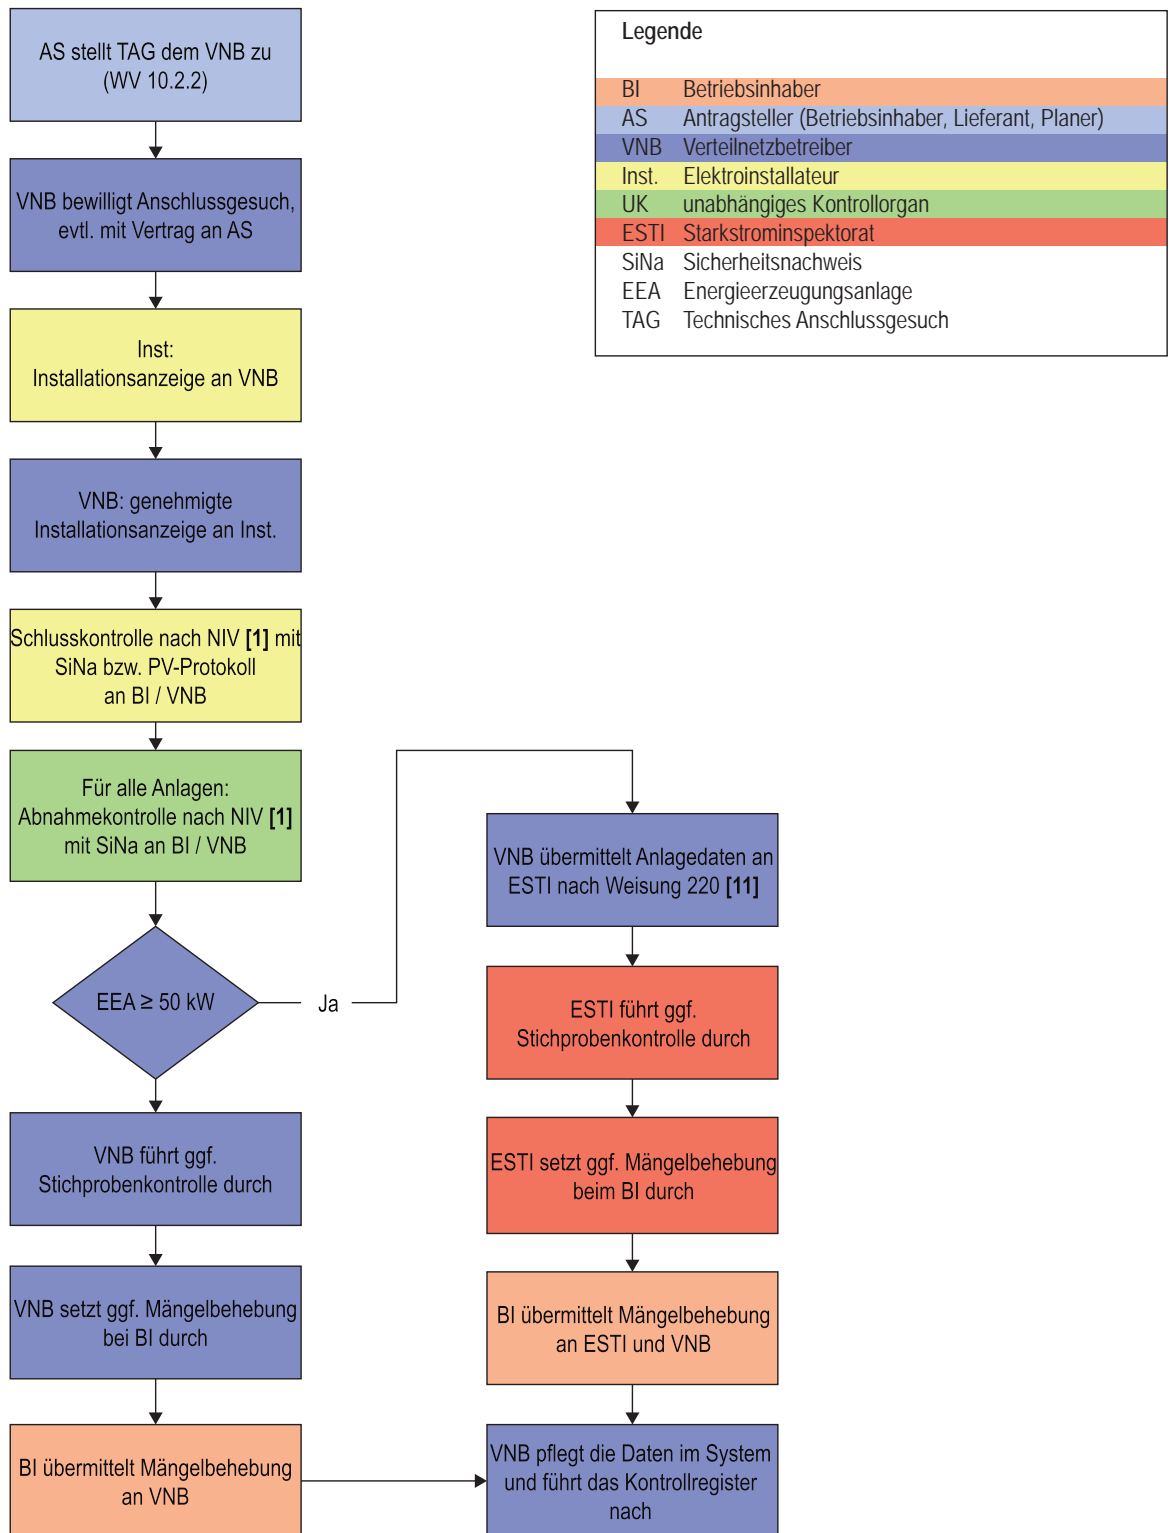 AS stellt TAG dem VNB zu
(WV 10.2.2)
VNB bewilligt Anschlussgesuch,
evtl. mit Vertrag an AS
Inst:
Installationsanzeige an VNB
VNB: genehmigte
Installationsanzeige an Inst.
Schlusskontrolle nach NIV [1] mit
SiNa bzw. PV-Protokoll
an BI / VNB
Für alle Anlagen:
Abnahmekontrolle nach NIV [1]
mit SiNa an BI / VNB
EEA ≥ 50 kW
Ja
VNB führt ggf.
Stichprobenkontrolle durch
VNB setzt ggf. Mängelbehebung
bei BI durch
BI übermittelt Mängelbehebung
an VNB
Legende
BI Betriebsinhaber
AS Antragsteller (Betriebsinhaber, Lieferant, Planer)
VNB Verteilnetzbetreiber
Inst. Elektroinstallateur
UK unabhängiges Kontrollorgan
ESTI Starkstrominspektorat
SiNa Sicherheitsnachweis
EEA Energieerzeugungsanlage
TAG Technisches Anschlussgesuch
VNB übermittelt Anlagedaten an
ESTI nach Weisung 220 [11]
ESTI führt ggf.
Stichprobenkontrolle durch
ESTI setzt ggf. Mängelbehebung
beim BI durch
BI übermittelt Mängelbehebung
an ESTI und VNB
VNB pflegt die Daten im System
und führt das Kontrollregister
nach